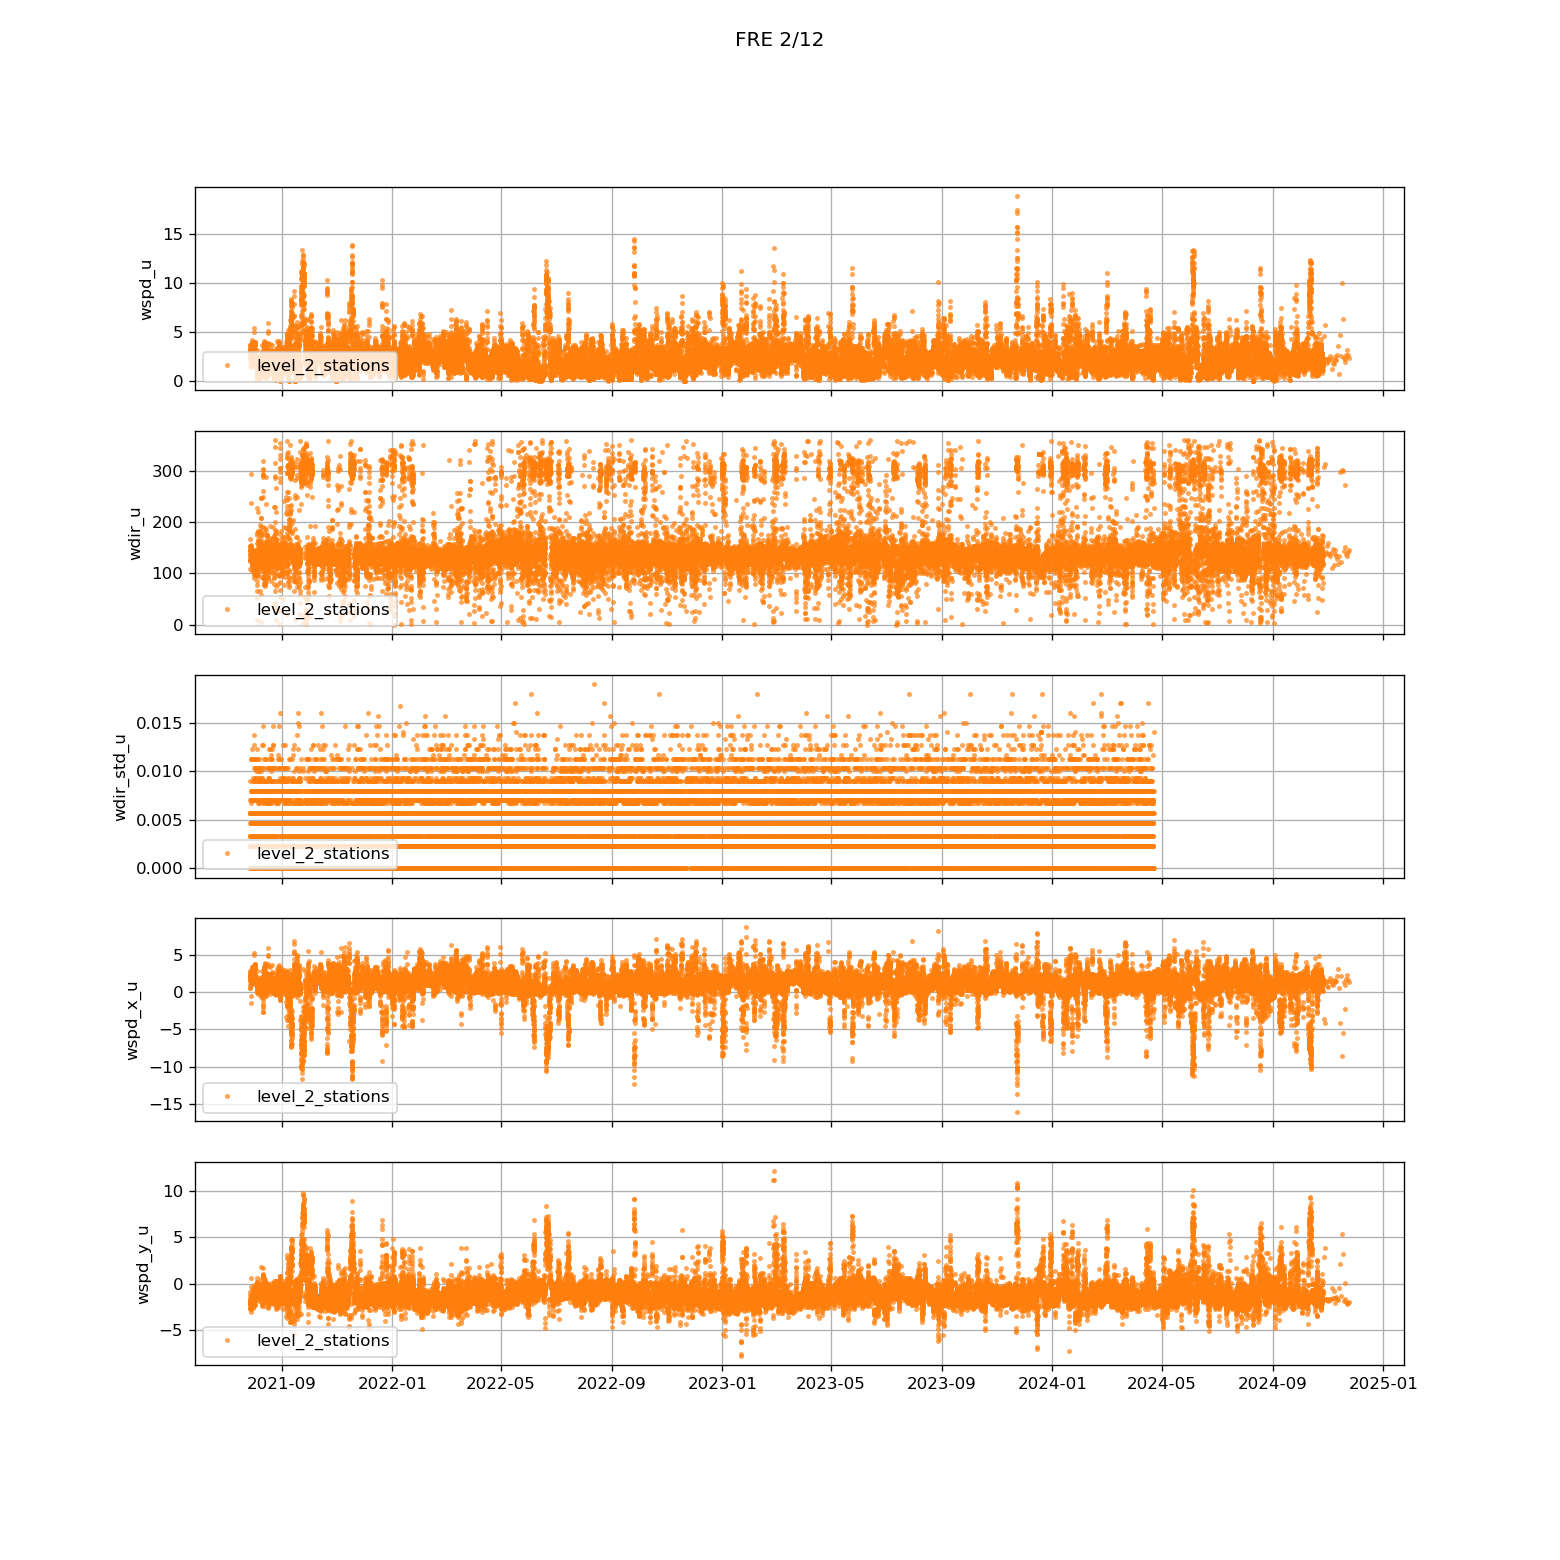 FRE 2/12
wspd_u
15
10
5
0
level_2_stations
wdir_u
300
200
100
0
level_2_stations
wdir_std_u
0.015
0.010
0.005
0.000
level_2_stations
wspd_x_u
5
0
−5
−10
−15
level_2_stations
wspd_y_u
10
5
0
−5
level_2_stations
2021-09 2022-01 2022-05 2022-09 2023-01 2023-05 2023-09 2024-01 2024-05 2024-09 2025-01